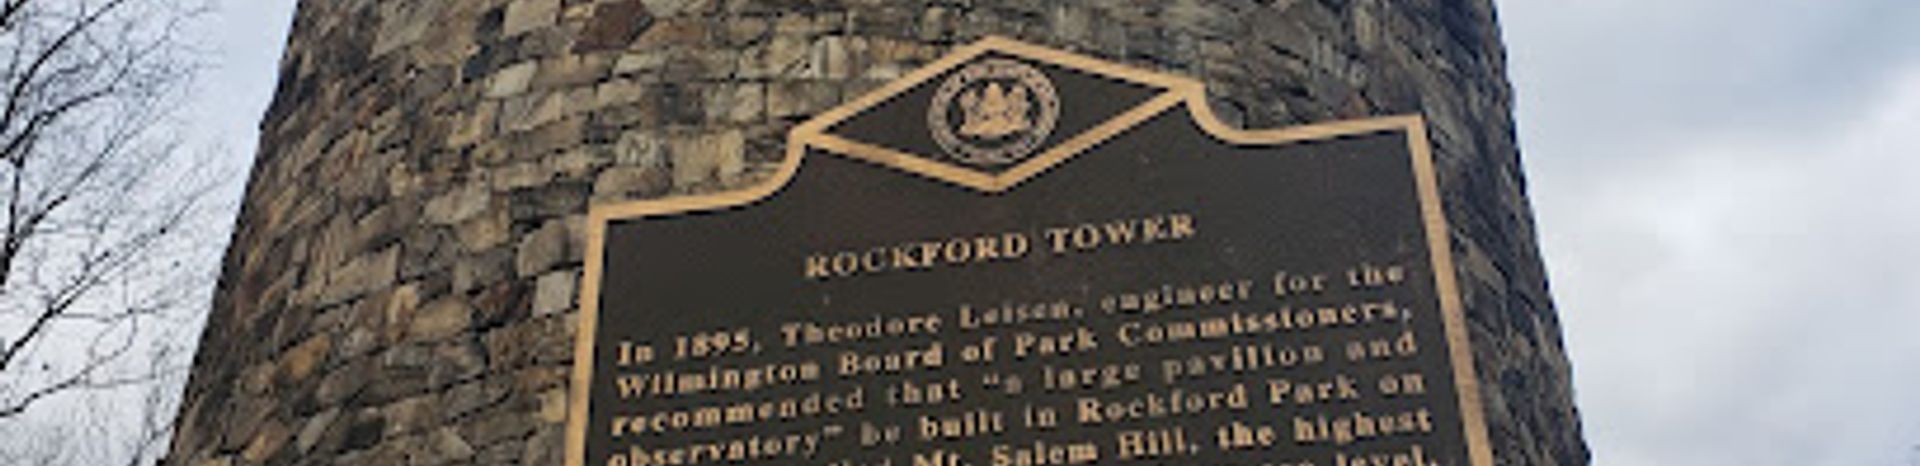 ROCKFORD TOWER
In 1895, Theodore Leisen, engineer for the
Wilmington Board of Park Commissioners,
recommended that "a large pavilion and
observatory" be built in Rockford Park on
Mt. Salem Hill, the highest
level,